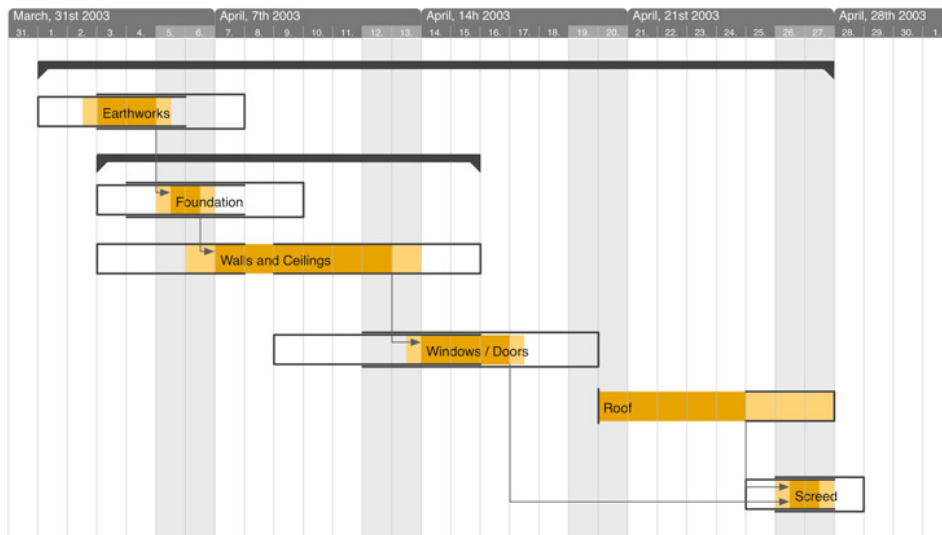 March, 31st 2003 April, 7th 2003 April, 14h 2003 April, 21st 2003 April, 28th 2003
31. 1. 2. 3. 4. 5. 6. 7. 8. 9. 10. 11. 12. 13. 14. 15. 16. 17. 18. 19. 20. 21. 22. 23. 24. 25. 26. 27. 28. 29. 30. 1.
Earthworks
Foundation
Walls and Ceilings
Windows / Doors
Roof
Screed